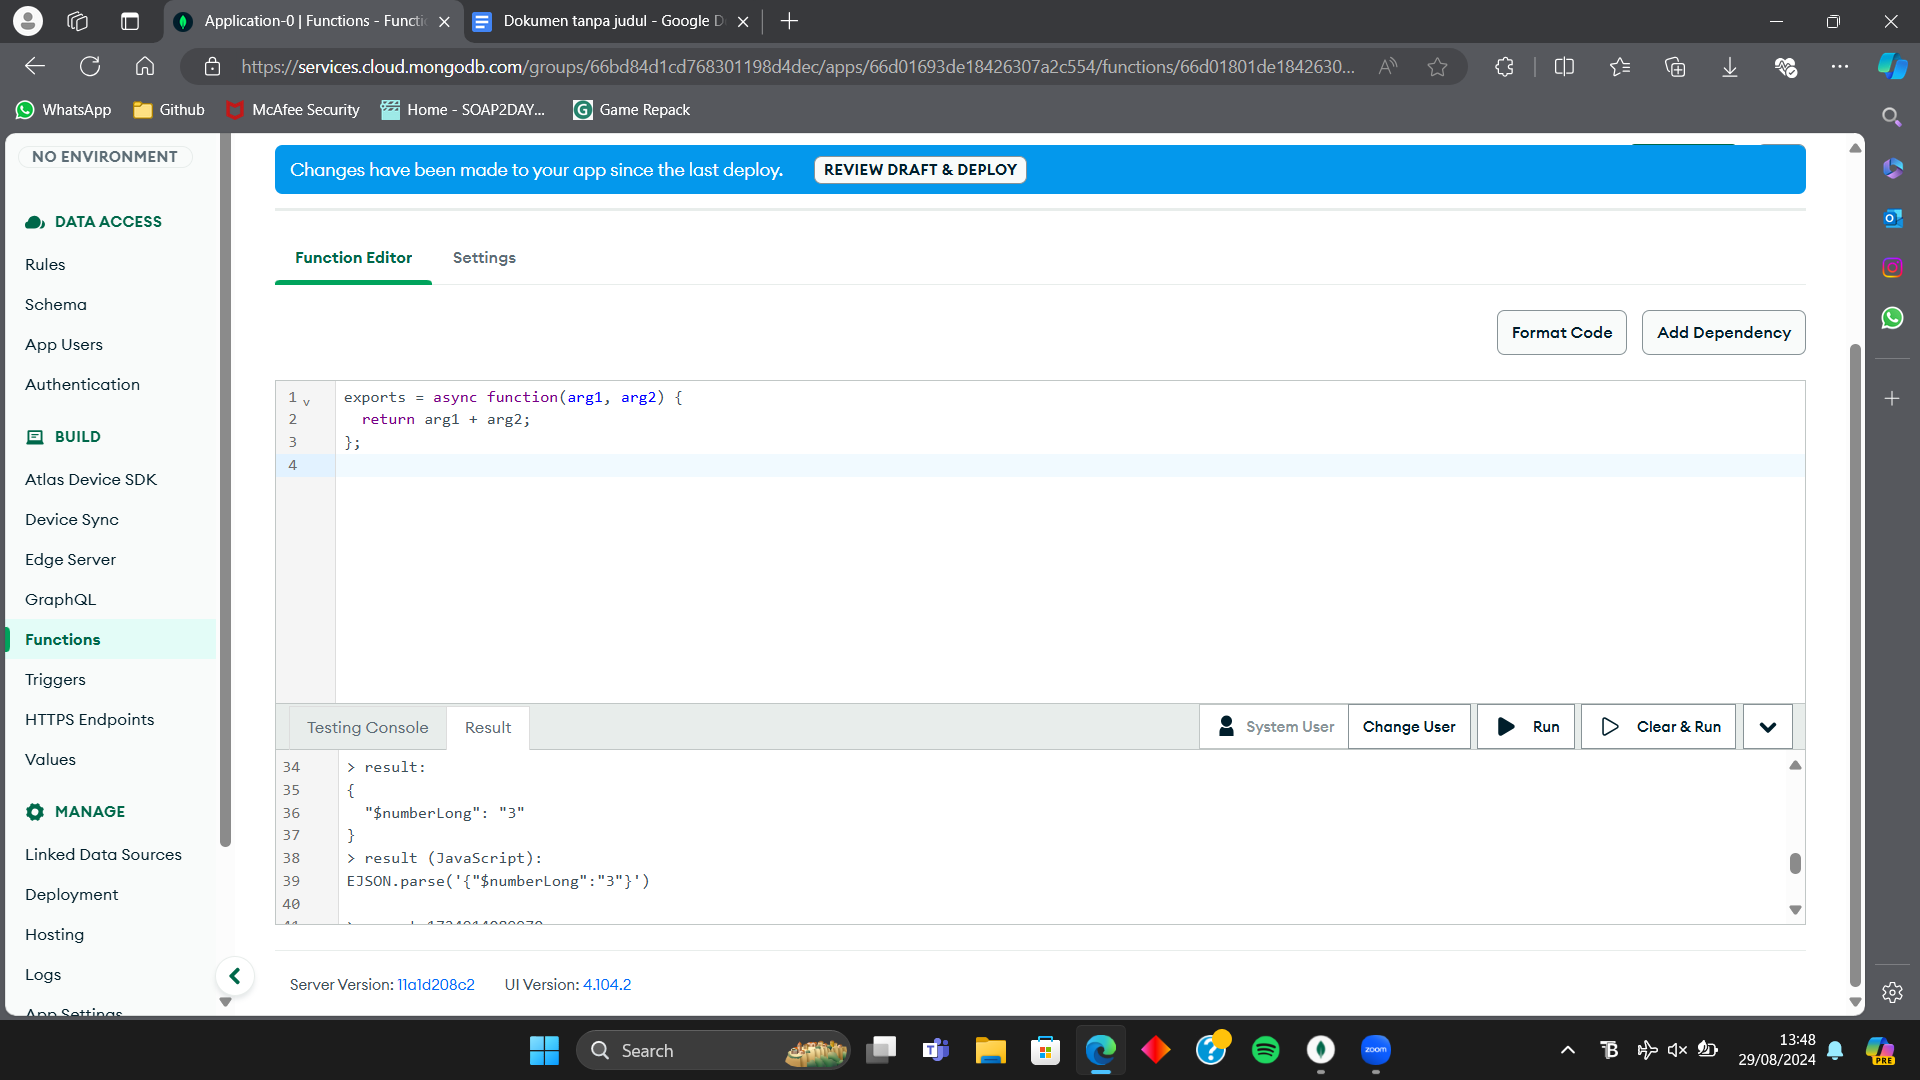 Application-0 | Functions - Functi
Dokumen tanpa judul - Google D
https://services.cloud.mongodb.com/groups/66bd84d1cd768301198d4dec/apps/66d01693de18426307a2c554/functions/66d01801de1842630...
WhatsApp
Github
McAfee Security
Home - SOAP2DAY...
Game Repack
NO ENVIRONMENT
DATA ACCESS
Rules
Schema
App Users
Authentication
BUILD
Atlas Device SDK
Device Sync
Edge Server
GraphQL
Functions
Triggers
HTTPS Endpoints
Values
MANAGE
Linked Data Sources
Deployment
Hosting
Logs
App Settings
Changes have been made to your app since the last deploy.
REVIEW DRAFT & DEPLOY
Function Editor
Settings
Format Code
Add Dependency
1 exports = async function(arg1, arg2) {
2 return arg1 + arg2;
3 };
4
Testing Console
Result
System User
Change User
Run
Clear & Run
34 > result:
35 {
36 "$numberLong": "3"
37 }
38 > result (JavaScript):
39 EJSON.parse('{"$numberLong":"3"}')
40
Server Version: 11a1d208c2
UI Version: 4.104.2
Search
zoom
13:48
29/08/2024
PRE